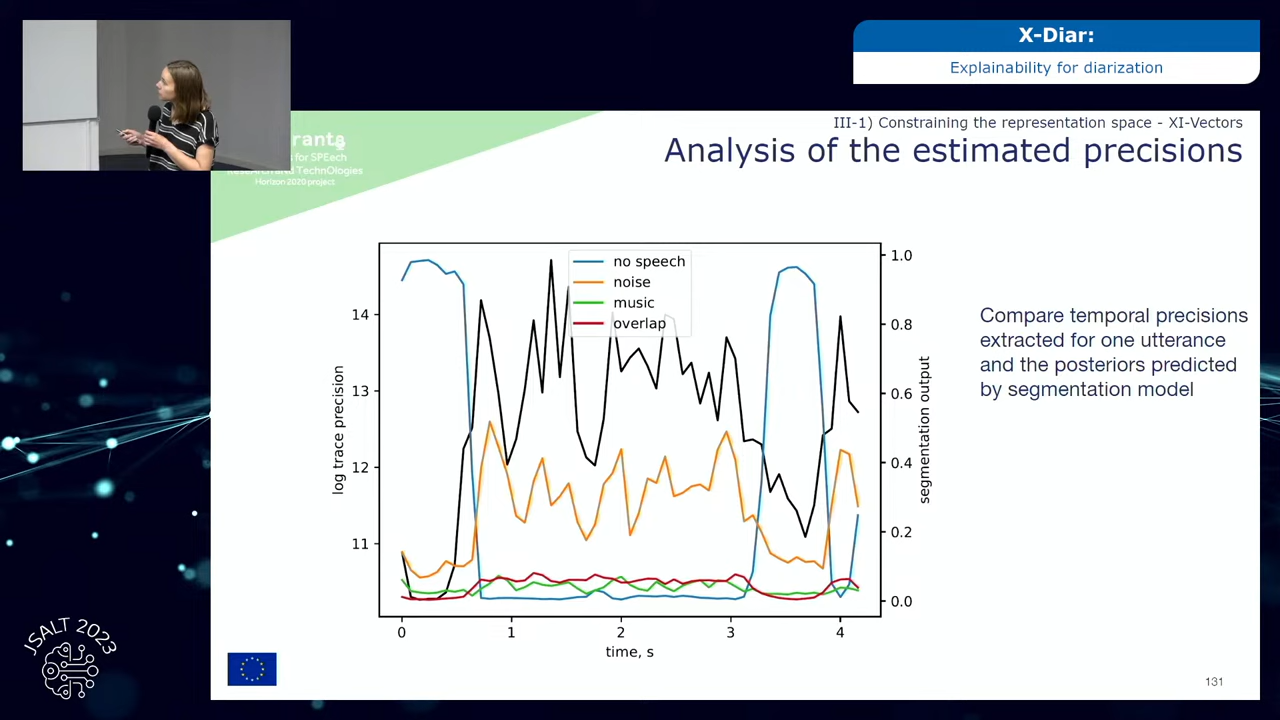 X-Diar:
Explainability for diarization
III-1) Constraining the representation space - XI-Vectors
Analysis of the estimated precisions
for SPEech
TechnOlogies
Horizon 2020 project
no speech
noise
music
overlap
14
13
12
11
log trace precision
1.0
0.8
0.6
0.4
0.2
0.0
segmentation output
0
1
2
3
4
time, s
Compare temporal precisions
extracted for one utterance
and the posteriors predicted
by segmentation model
JSALT 2023
131